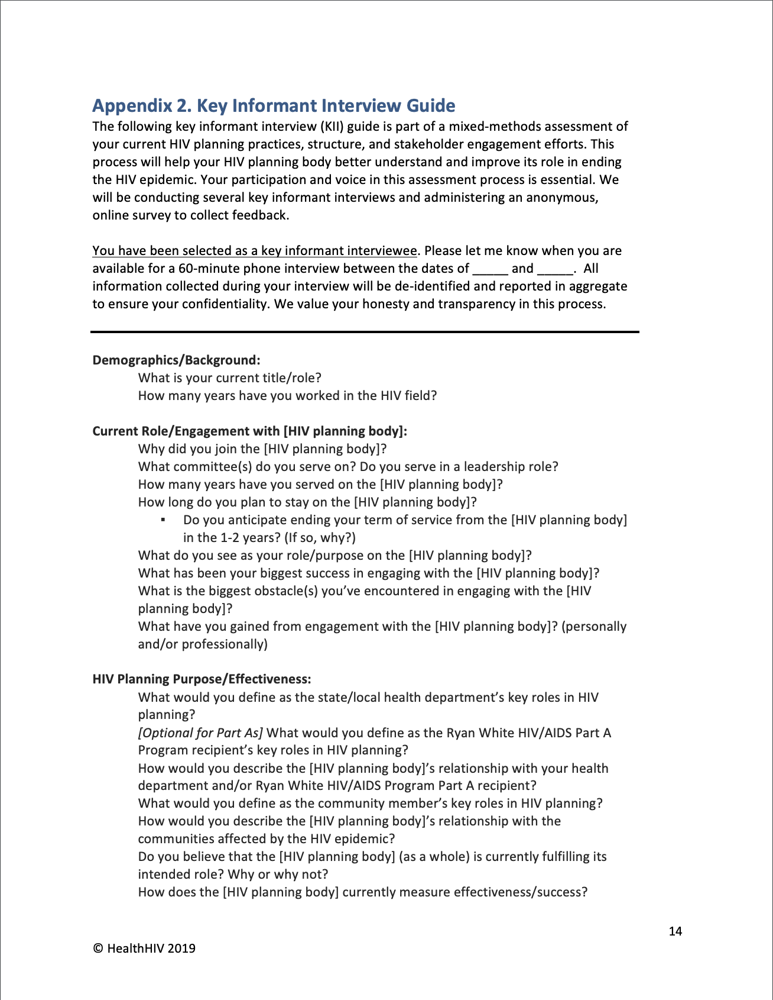 Appendix 2. Key Informant Interview Guide
The following key informant interview (KII) guide is part of a mixed-methods assessment of
your current HIV planning practices, structure, and stakeholder engagement efforts. This
process will help your HIV planning body better understand and improve its role in ending
the HIV epidemic. Your participation and voice in this assessment process is essential. We
will be conducting several key informant interviews and administering an anonymous,
online survey to collect feedback.
You have been selected as a key informant interviewee. Please let me know when you are
available for a 60-minute phone interview between the dates of _____ and _____.  All
information collected during your interview will be de-identified and reported in aggregate
to ensure your confidentiality. We value your honesty and transparency in this process.
Demographics/Background:
What is your current title/role?
How many years have you worked in the HIV field?
Current Role/Engagement with [HIV planning body]:
Why did you join the [HIV planning body]?
What committee(s) do you serve on? Do you serve in a leadership role?
How many years have you served on the [HIV planning body]?
How long do you plan to stay on the [HIV planning body]?
▪ Do you anticipate ending your term of service from the [HIV planning body]
in the 1-2 years? (If so, why?)
What do you see as your role/purpose on the [HIV planning body]?
What has been your biggest success in engaging with the [HIV planning body]?
What is the biggest obstacle(s) you’ve encountered in engaging with the [HIV
planning body]?
What have you gained from engagement with the [HIV planning body]? (personally
and/or professionally)
HIV Planning Purpose/Effectiveness:
What would you define as the state/local health department’s key roles in HIV
planning?
[Optional for Part As] What would you define as the Ryan White HIV/AIDS Part A
Program recipient’s key roles in HIV planning?
How would you describe the [HIV planning body]’s relationship with your health
department and/or Ryan White HIV/AIDS Program Part A recipient?
What would you define as the community member’s key roles in HIV planning?
How would you describe the [HIV planning body]’s relationship with the
communities affected by the HIV epidemic?
Do you believe that the [HIV planning body] (as a whole) is currently fulfilling its
intended role? Why or why not?
How does the [HIV planning body] currently measure effectiveness/success?
14
© HealthHIV 2019